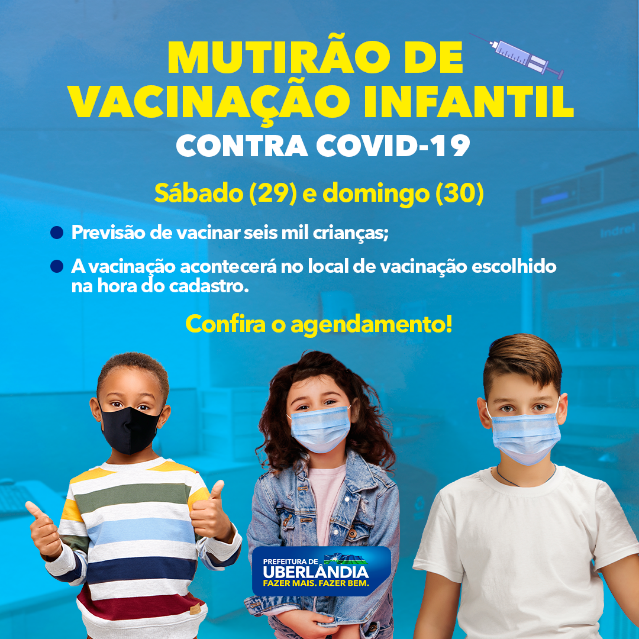 MUTIRÃO DE
VACINAÇÃO INFANTIL
CONTRA COVID-19
Sábado (29) e domingo (30)
Previsão de vacinar seis mil crianças;
A vacinação acontecerá no local de vacinação escolhido
na hora do cadastro.
Confira o agendamento!
PREFEITURA DE
UBERLÂNDIA
FAZER MAIS. FAZER BEM.